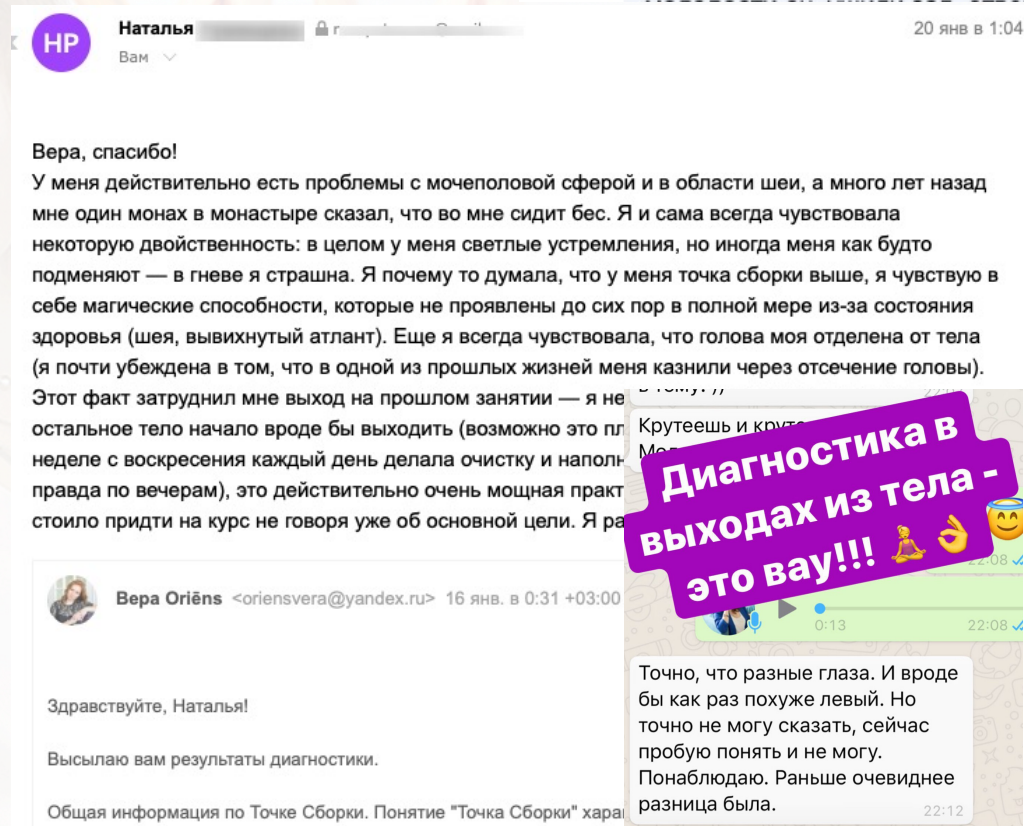 НР
Наталья
20 янв в 1:04
Вам
Вера, спасибо!
У меня действительно есть проблемы с мочеполовой сферой и в области шеи, а много лет назад
мне один монах в монастыре сказал, что во мне сидит бес. Я и сама всегда чувствовала
некоторую двойственность: в целом у меня светлые устремления, но иногда меня как будто
подменяют — в гневе я страшна. Я почему то думала, что у меня точка сборки выше, я чувствую в
себе магические способности, которые не проявлены до сих пор в полной мере из-за состояния
здоровья (шея, вывихнутый атлант). Еще я всегда чувствовала, что голова моя отделена от тела
(я почти убеждена в том, что в одной из прошлых жизней меня казнили через отсечение головы).
Этот факт затруднил мне выход на прошлом занятии — я не
остальное тело начало вроде бы выходить (возможно это пл
неделе с воскресения каждый день делала очистку и наполн
правда по вечерам), это действительно очень мощная практ
стоило придти на курс не говоря уже об основной цели. Я ра
Вера Oriēns <oriensvera@yandex.ru> 16 янв. в 0:31 +03:00
Здравствуйте, Наталья!
Высылаю вам результаты диагностики.
Общая информация по Точке Сборки. Понятие "Точка Сборки" хара
Крутеешь и
Диагностика в
выходах из тела -
это вау!!!
22:08
0:13
22:08
Точно, что разные глаза. И вроде
бы как раз похуже левый. Но
точно не могу сказать, сейчас
пробую понять и не могу.
Понаблюдаю. Раньше очевиднее
разница была.
22:12